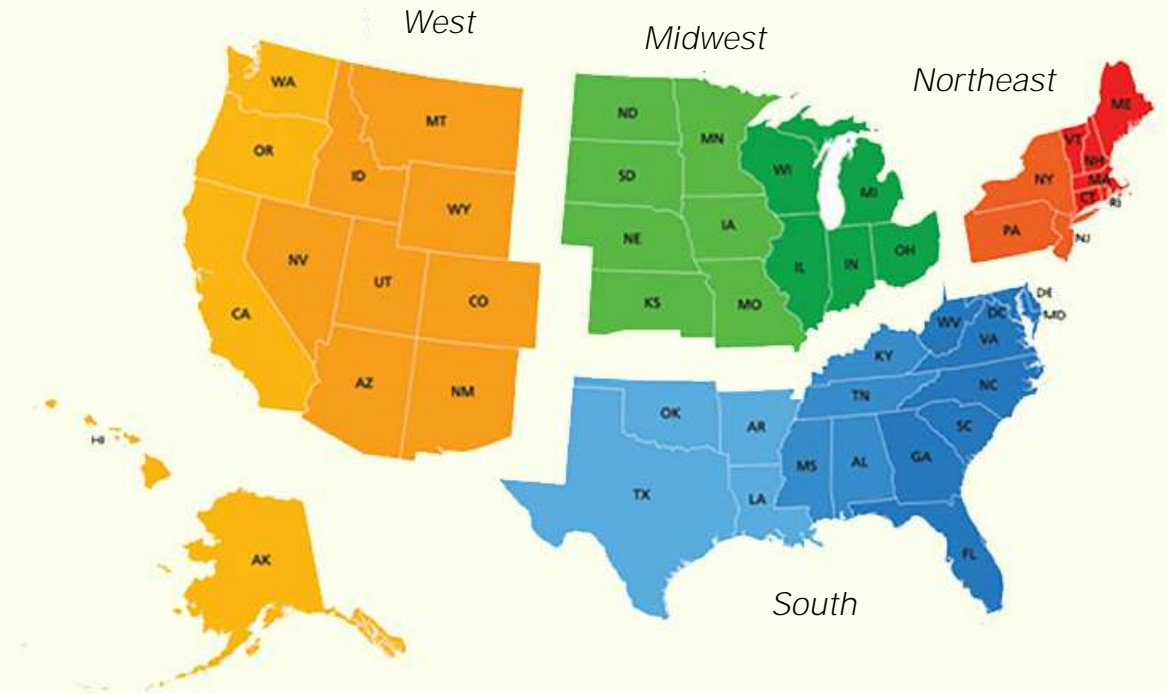 West
Midwest
Northeast
WA
MT
OR
ID
WY
NV
UT
CO
CA
AZ
NM
HI
AK
ND
MN
SD
WI
MI
NE
IA
IL
IN
OH
KS
MO
ME
VT
NH
NY
MA
CT
RI
PA
NJ
DE
MD
DC
WV
VA
KY
NC
TN
SC
OK
AR
MS
AL
GA
TX
LA
FL
South